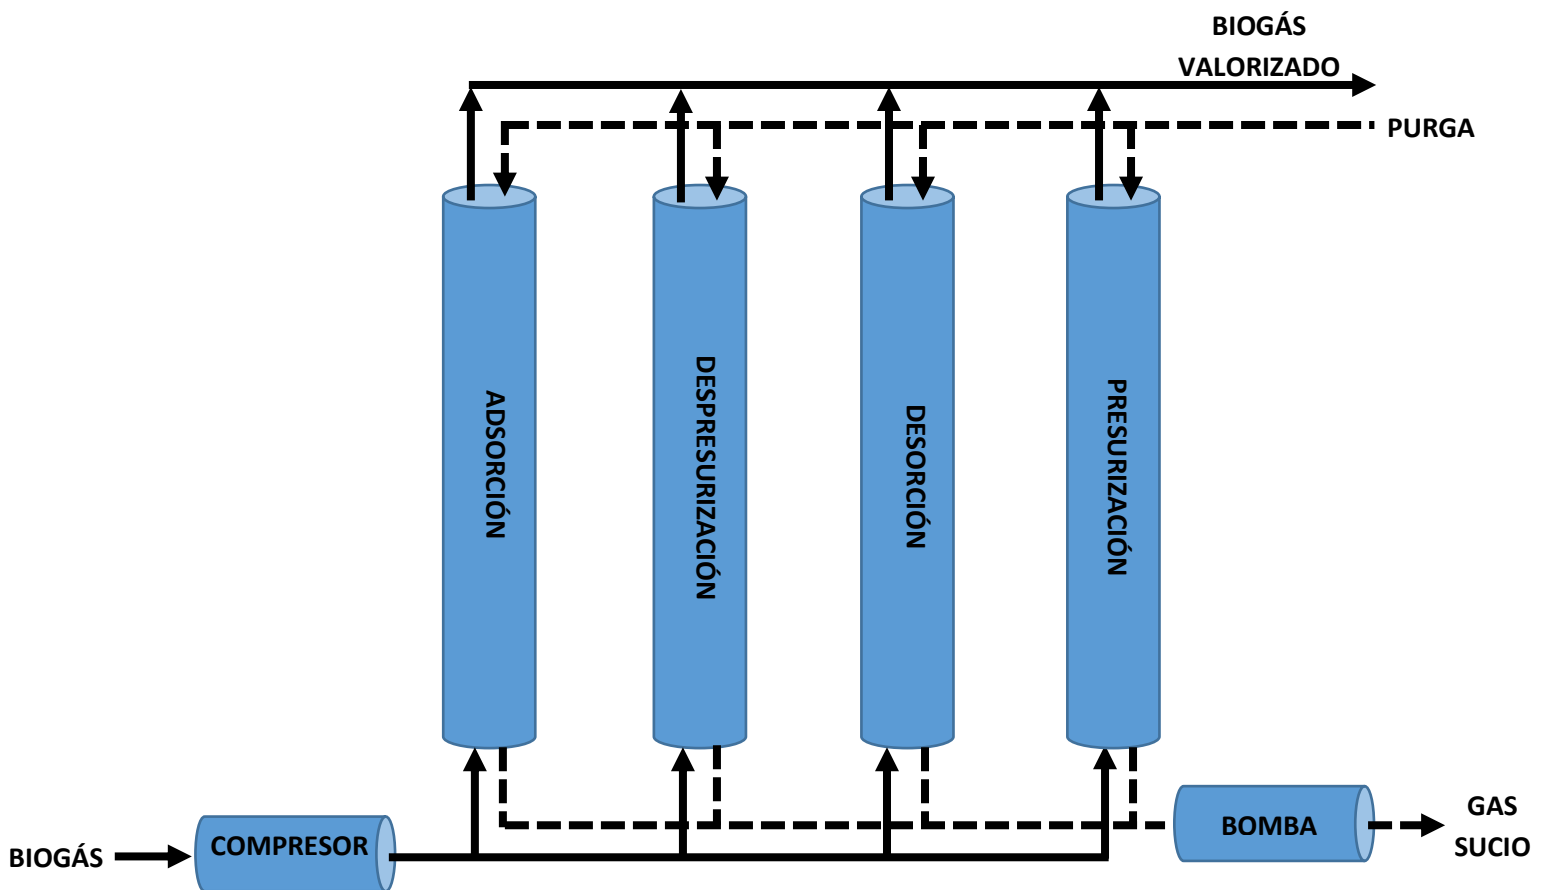 BIOGÁS
VALORIZADO
PURGA
ADSORCIÓN
DESPRESURIZACIÓN
DESORCIÓN
PRESURIZACIÓN
BIOGÁS
COMPRESOR
BOMBA
GAS
SUCIO